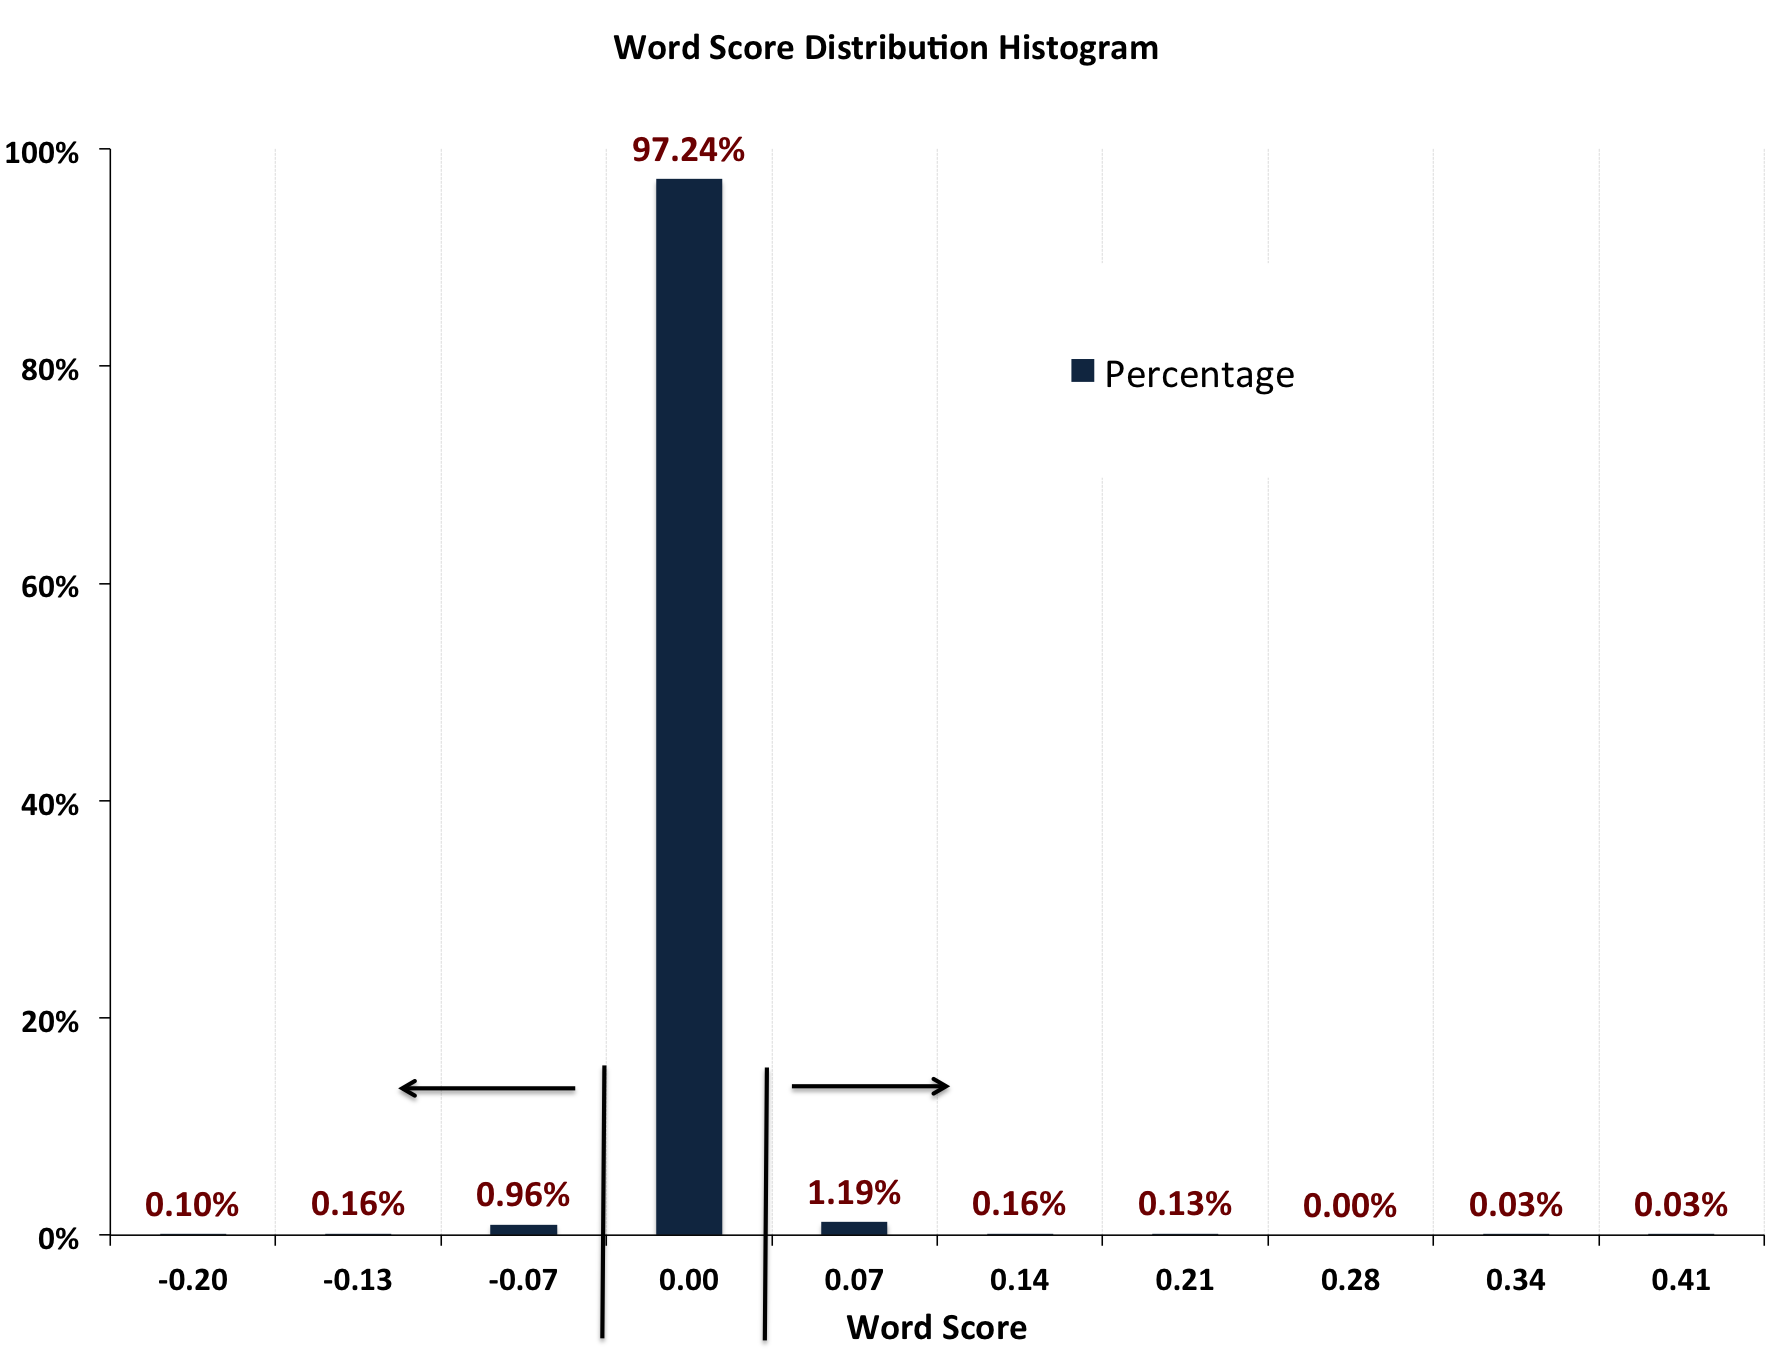 Word Score Distribution Histogram
97.24%
100%
80%
Percentage
60%
40%
20%
0.10% 0.16% 0.96% 1.19% 0.16% 0.13% 0.00% 0.03% 0.03%
0%
-0.20 -0.13 -0.07 0.00 0.07 0.14 0.21 0.28 0.34 0.41
Word Score